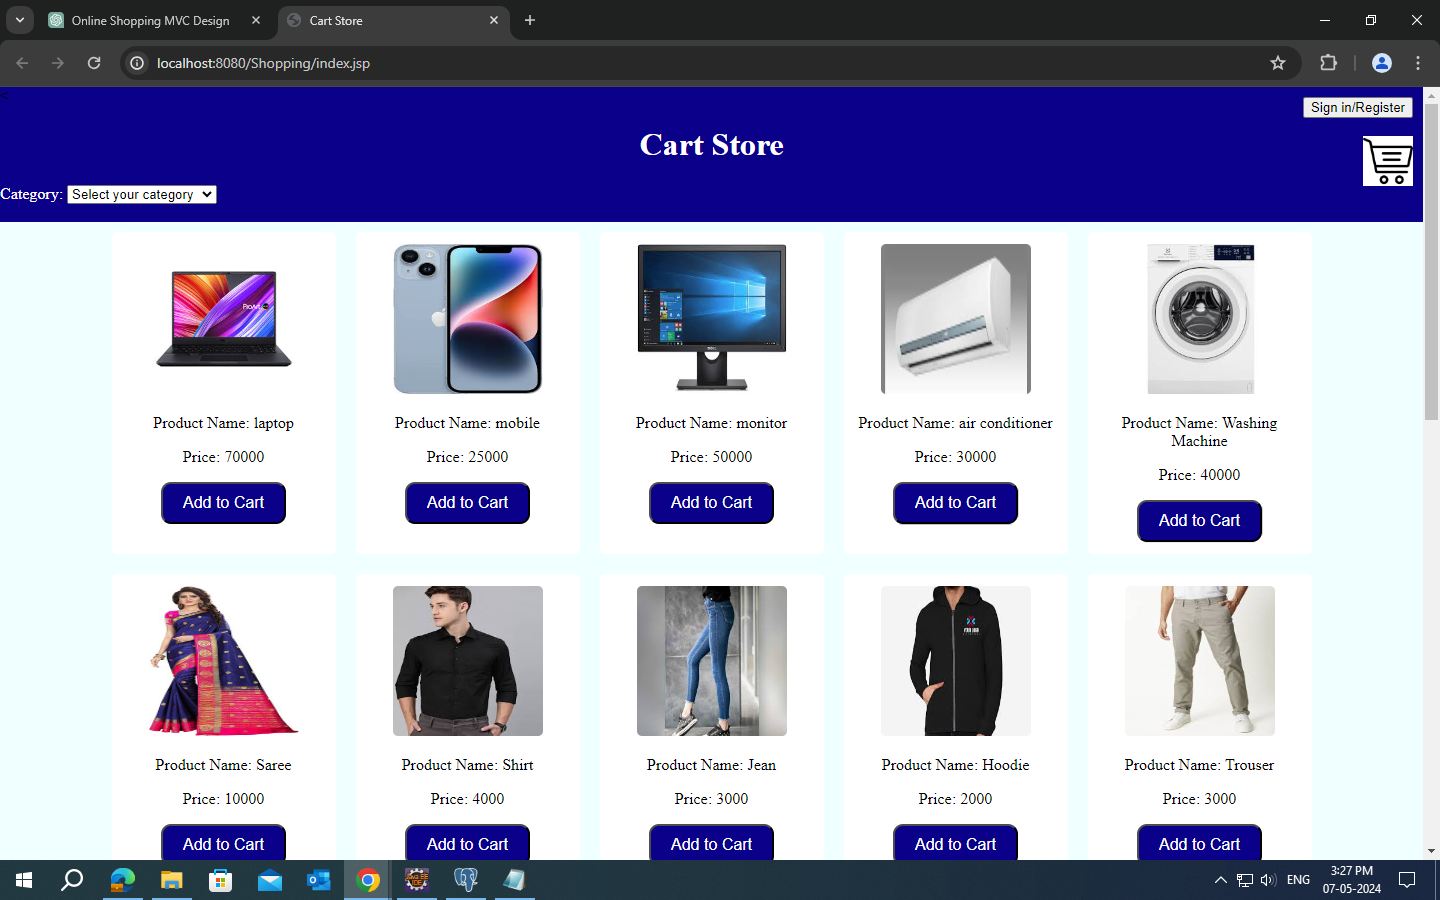 Online Shopping MVC Design
Cart Store
localhost:8080/Shopping/index.jsp
<
Sign in/Register
Cart Store
Category: Select your category
Product Name: laptop
Price: 70000
Add to Cart
Product Name: mobile
Price: 25000
Add to Cart
Product Name: monitor
Price: 50000
Add to Cart
Product Name: air conditioner
Price: 30000
Add to Cart
Product Name: Washing
Machine
Price: 40000
Add to Cart
Product Name: Saree
Price: 10000
Add to Cart
Product Name: Shirt
Price: 4000
Add to Cart
Product Name: Jean
Price: 3000
Add to Cart
Product Name: Hoodie
Price: 2000
Add to Cart
Product Name: Trouser
Price: 3000
Add to Cart
ENG
3:27 PM
07-05-2024